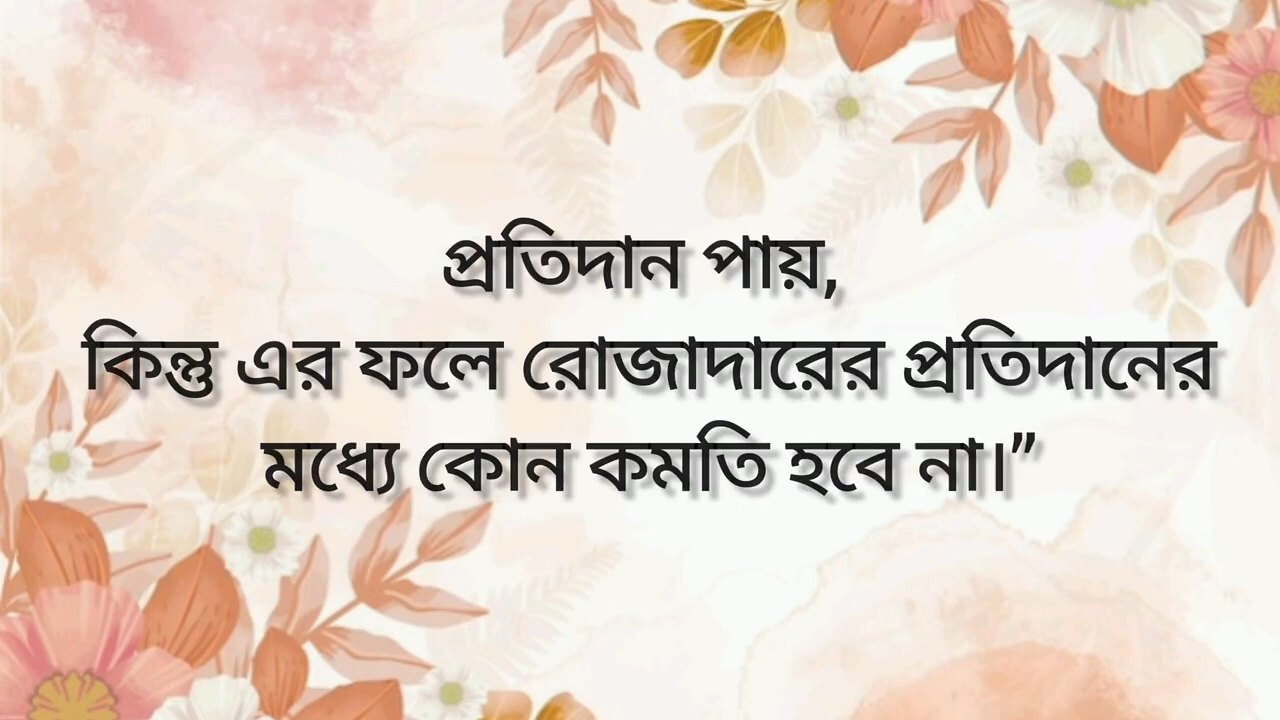 প্রতিদান পায়,
কিন্তু এর ফলে রোজাদারের প্রতিদানের
মধ্যে কোন কমতি হবে না।”